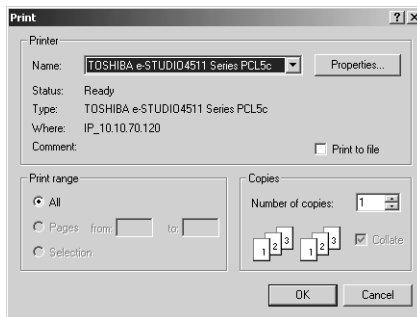 Print
Printer
Name: TOSHIBA e-STUDIO4511 Series PCL5c Properties...
Status: Ready
Type: TOSHIBA e-STUDIO4511 Series PCL5c
Where: IP_10.10.70.120
Comment: Print to file
Print range
All
Pages from: to:
Selection
Copies
Number of copies: 1
1 2 3 1 2 3 Collate
OK Cancel